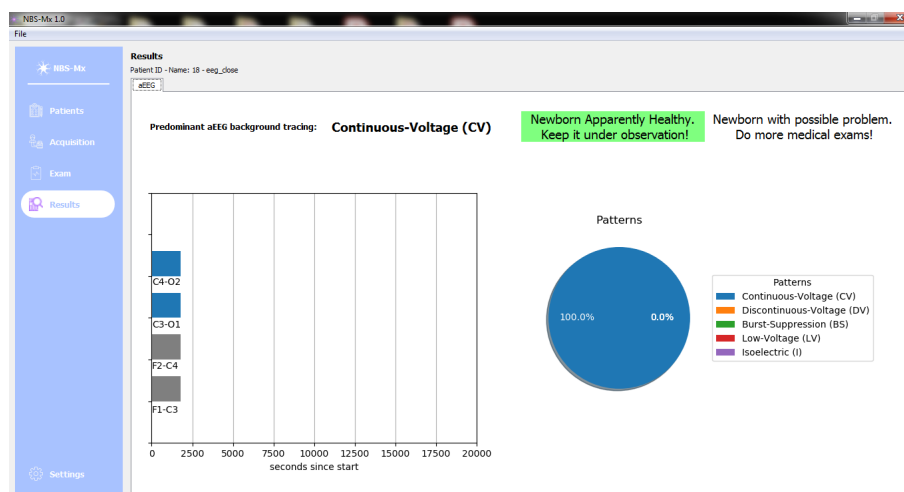 NBS-Mx 1.0
File
NBS-Mx
Patients
Acquisition
Exam
Results
Settings
Results
Patient ID - Name: 18 - eeg_close
aEEG
Predominant aEEG background tracing: Continuous-Voltage (CV)
Newborn Apparently Healthy.
Keep it under observation!
Newborn with possible problem.
Do more medical exams!
C4-O2
C3-O1
F2-C4
F1-C3
0 2500 5000 7500 10000 12500 15000 17500 20000
seconds since start
Patterns
100.0% 0.0%
Patterns
Continuous-Voltage (CV)
Discontinuous-Voltage (DV)
Burst-Suppression (BS)
Low-Voltage (LV)
Isoelectric (I)